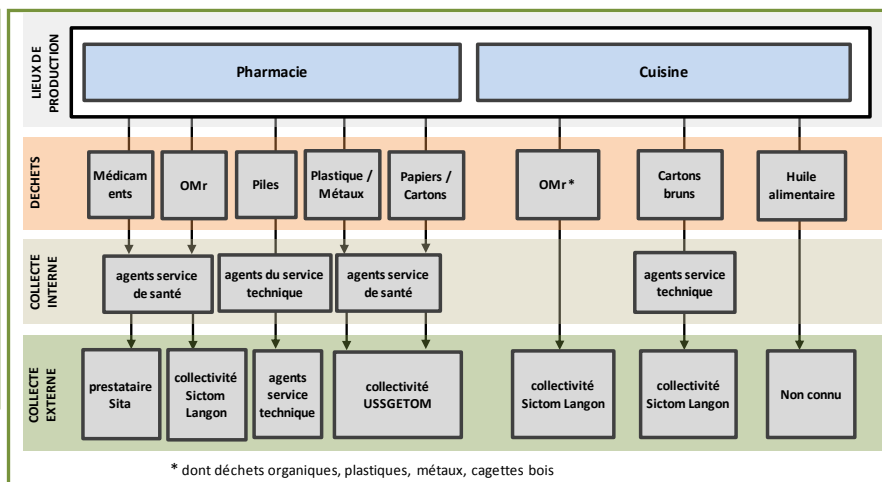 LIEUX DE
PRODUCTION
Pharmacie
Cuisine
DECHETS
Médicam
ents
OMr
Piles
Plastique /
Métaux
Papiers /
Cartons
OMr *
Cartons
bruns
Huile
alimentaire
COLLECTE
INTERNE
agents service
de santé
agents du service
technique
agents service
de santé
agents service
technique
COLLECTE
EXTERNE
prestataire
Sita
collectivité
Sictom
Langon
agents
service
technique
collectivité
USSGETOM
collectivité
Sictom Langon
collectivité
Sictom Langon
Non connu
* dont déchets organiques, plastiques, métaux, cagettes bois